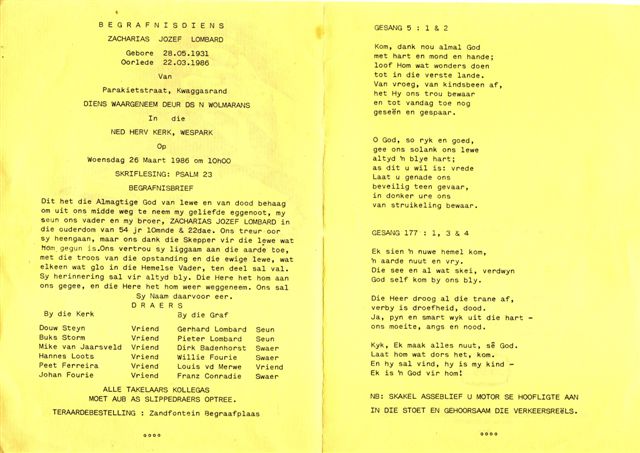 BEGRAFNISDIENS
ZACHARIAS JOZEF LOMBARD
Gebore 28.05.1931
Oorlede 22.03.1986
Van
Parakietstraat, Kwaggasrand
DIENS WAARGENEEM DEUR DS N WOLMARANS
In die
NED HERV KERK, WESPARK
Op
Woensdag 26 Maart 1986 om 10h00
SKRIFLESING: PSALM 23
BEGRAFNISBRIEF
Dit het die Almagtige God van lewe en van dood behaag
om uit ons midde weg te neem my geliefde eggenoot, my
seun ons vader en my broer, ZACHARIAS JOZEF LOMBARD in
die ouderdom van 54 jr 10mnde & 22dae. Ons treur oor
sy heengaan, maar ons dank die Skepper vir die lewe wat
Hom gegun is.Ons vertrou sy liggaam aan die aarde toe,
met die troos van die opstanding en die ewige lewe, wat
elkeen wat glo in die Hemelse Vader, ten deel sal val.
Sy herinnering sal vir altyd bly. Die Here het hom aan
ons gegee, en die Here het hom weer weggeneem. Ons sal
Sy Naam daarvoor eer.
DRAERS
By die Kerk By die Graf
Douw Steyn Vriend Gerhard Lombard Seun
Buks Storm Vriend Pieter Lombard Seun
Mike van Jaarsveld Vriend Dirk Badenhorst Swaer
Hannes Loots Vriend Willie Fourie Swaer
Peet Ferreira Vriend Louis vd Merwe Vriend
Johan Fourie Vriend Franz Conradie Swaer
ALLE TAKELAARS KOLLEGAS
MOET AUB AS SLIPPEDRAERS OPTREE.
TERAARDEBESTELLING : Zandfontein Begraafplaas
oooo
GESANG 5 : 1 & 2
Kom, dank nou almal God
met hart en mond en hande;
loof Hom wat wonders doen
tot in die verste lande.
Van vroeg, van kindsbeen af,
het Hy ons trou bewaar
en tot vandag toe nog
geseën en gespaar.
O God, so ryk en goed,
gee ons solank ons lewe
altyd 'n blye hart;
as dit u wil is: vrede
Laat u genade ons
beveilig teen gevaar,
in donker ure ons
van struikeling bewaar.
GESANG 177 : 1, 3 & 4
Ek sien 'n nuwe hemel kom,
'n aarde nuut en vry.
Die see en al wat skei, verdwyn
God self kom by ons bly.
Die Heer droog al die trane af,
verby is droefheid, dood.
Ja, pyn en smart wyk uit die hart -
ons moeite, angs en nood.
Kyk, Ek maak alles nuut, sê God.
Laat hom wat dors het, kom.
En hy sal vind, hy is my kind -
Ek is 'n God vir hom!
NB: SKAKEL ASSEBLIEF U MOTOR SE HOOFLIGTE AAN
IN DIE STOET EN GEHOORSAAM DIE VERKEERSREËLS.
oooo